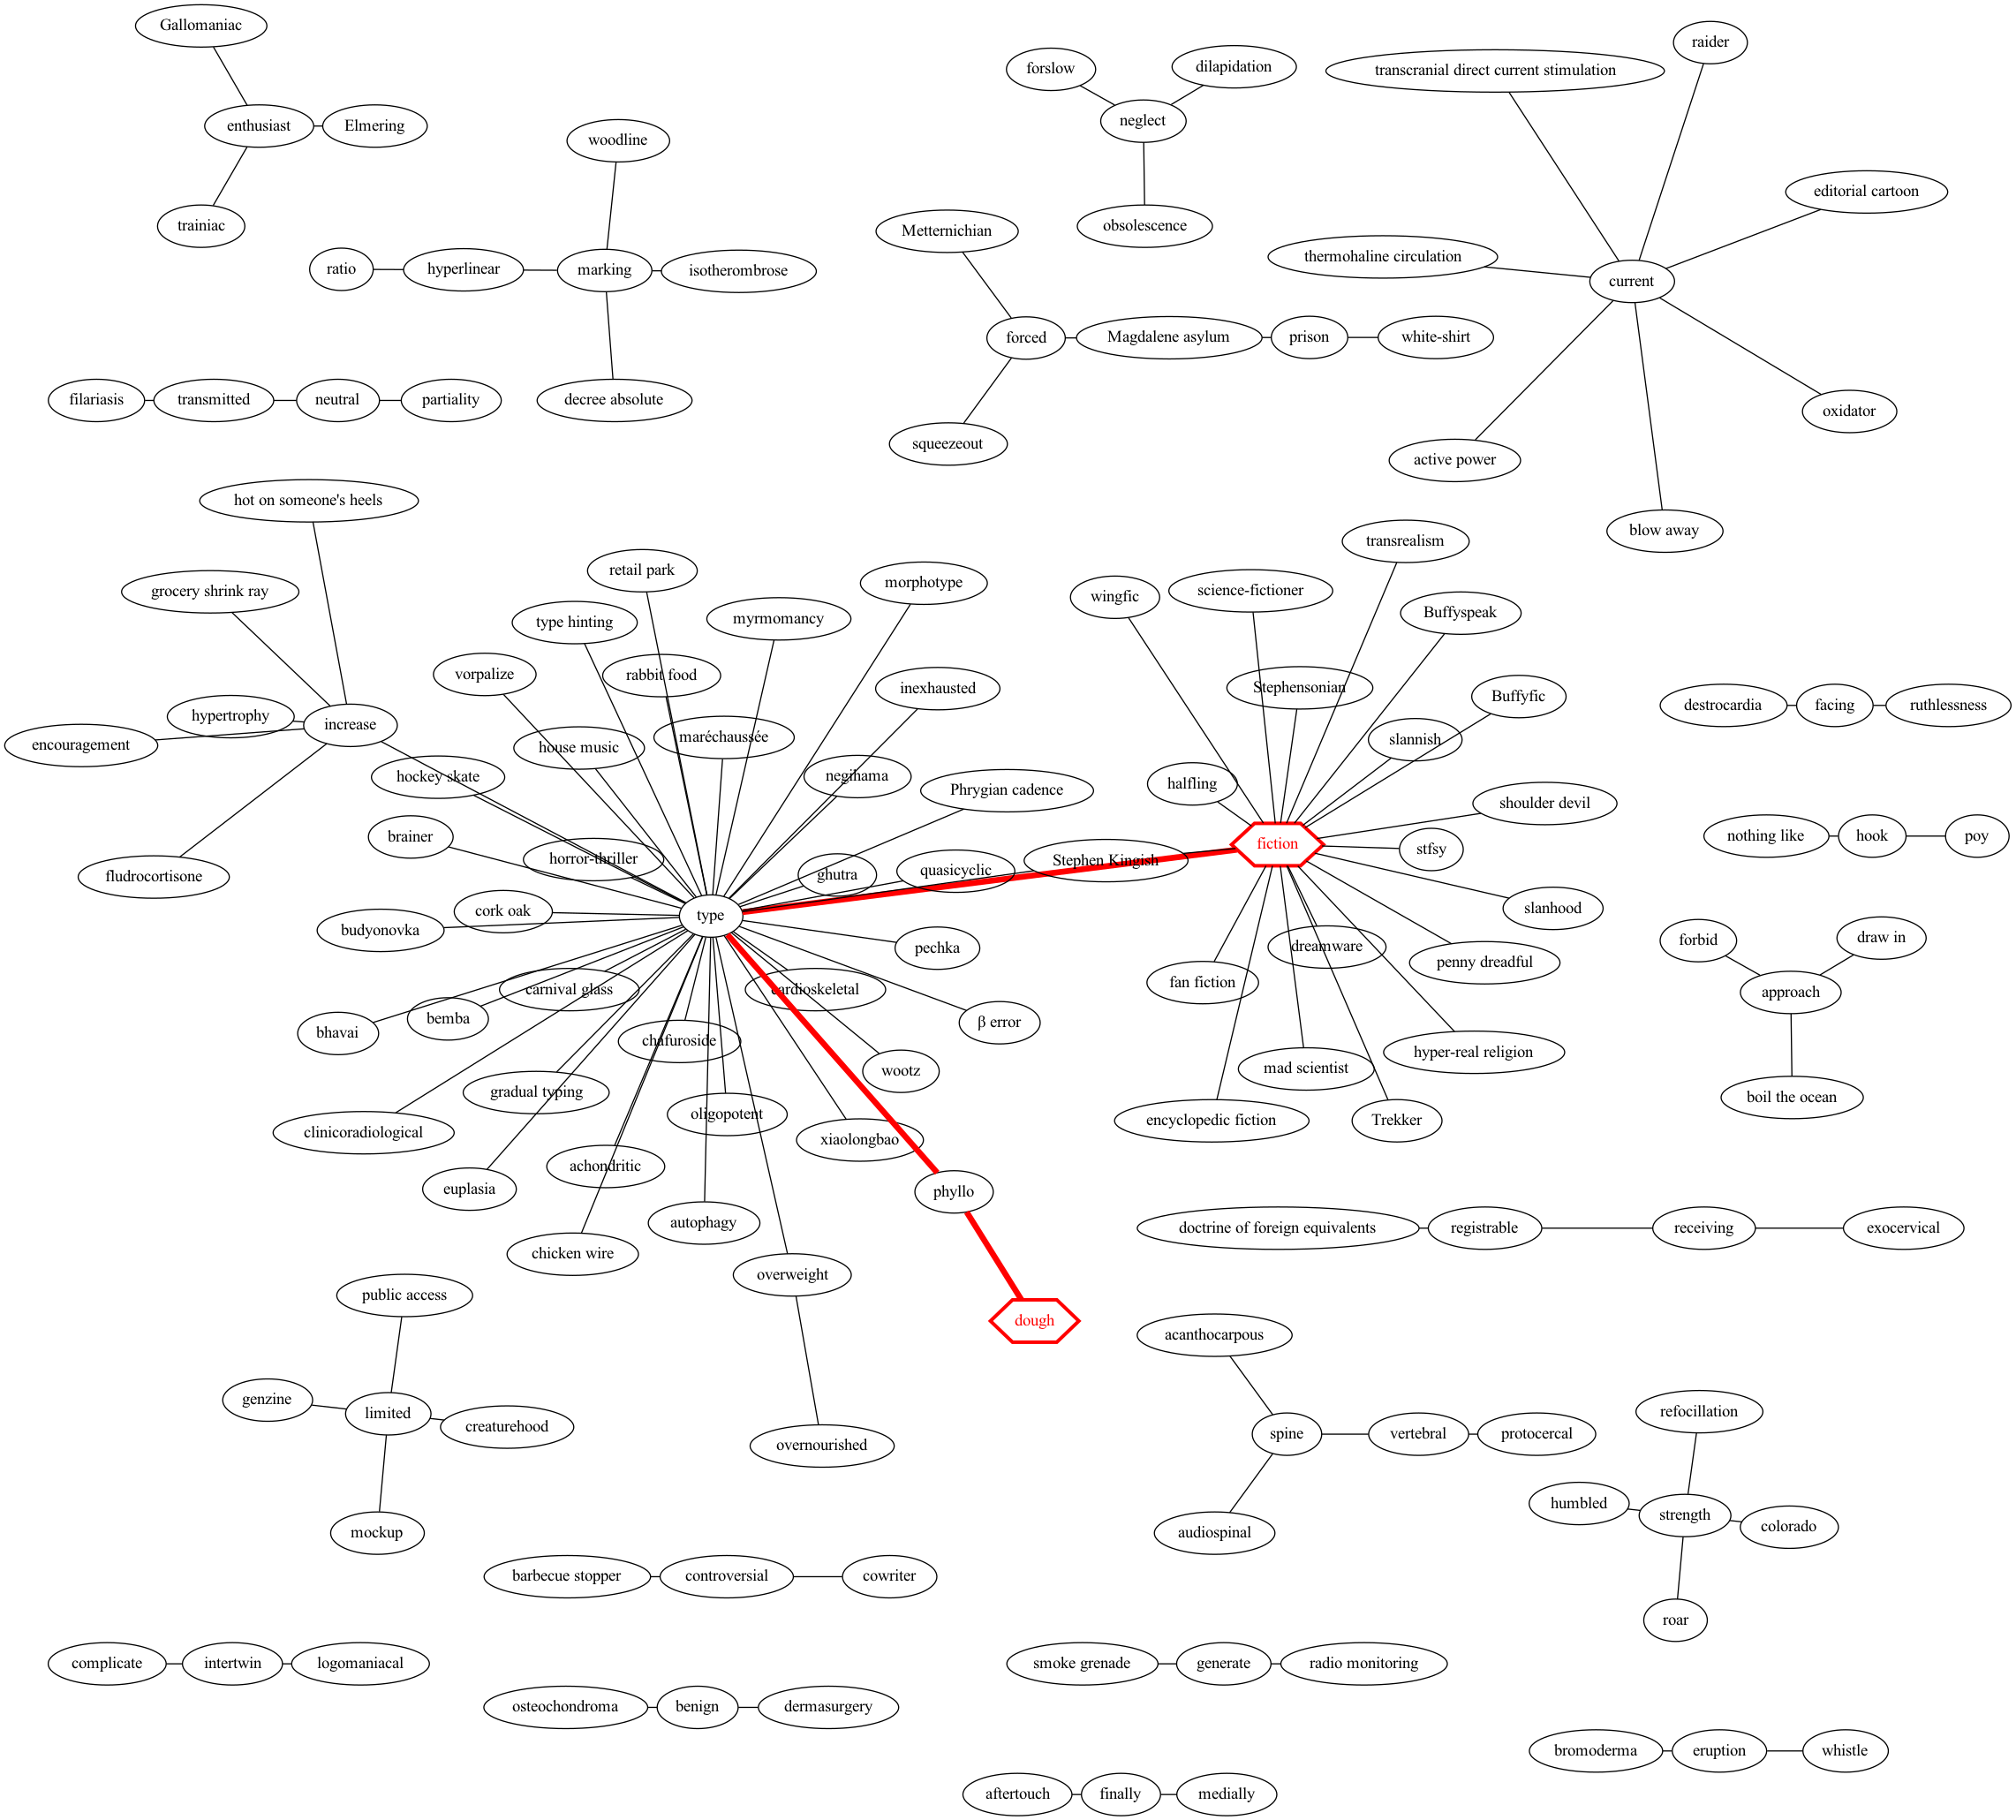 Gallomaniac
raider
forslow
dilapidation
transcranial direct current stimulation
enthusiast
Elmering
neglect
woodline
editorial cartoon
trainiac
obsolescence
Metternichian
ratio
hyperlinear
marking
isotherombrose
thermohaline circulation
current
forced
Magdalene asylum
prison
white-shirt
filariasis
transmitted
neutral
partiality
decree absolute
oxidator
squeezeout
active power
hot on someone's heels
blow away
transrealism
retail park
morphotype
grocery shrink ray
science-fictioner
wingfic
type hinting
myrmomancy
Buffyspeak
vorpalize
rabbit food
inexhausted
Stephensonian
Buffyfic
destrocardia
facing
ruthlessness
hypertrophy
increase
encouragement
house music
maréchaussée
slannish
hockey skate
negihama
Phrygian cadence
halfling
shoulder devil
brainer
nothing like
hook
poy
fiction
stfsy
horror-thriller
Stephen Kingish
fludrocortisone
ghutra
quasicyclic
cork oak
type
slanhood
budyonovka
pechka
dreamware
penny dreadful
forbid
draw in
fan fiction
carnival glass
cardioskeletal
approach
bhavai
bemba
β error
chafuroside
hyper-real religion
wootz
mad scientist
gradual typing
boil the ocean
oligopotent
clinicoradiological
xiaolongbao
encyclopedic fiction
Trekker
achondritic
euplasia
phyllo
autophagy
doctrine of foreign equivalents
registrable
receiving
exocervical
chicken wire
overweight
public access
dough
acanthocarpous
genzine
limited
creaturehood
refocillation
overnourished
spine
vertebral
protocercal
humbled
strength
colorado
mockup
audiospinal
barbecue stopper
controversial
cowriter
roar
complicate
intertwin
logomaniacal
smoke grenade
generate
radio monitoring
osteochondroma
benign
dermasurgery
bromoderma
eruption
whistle
aftertouch
finally
medially